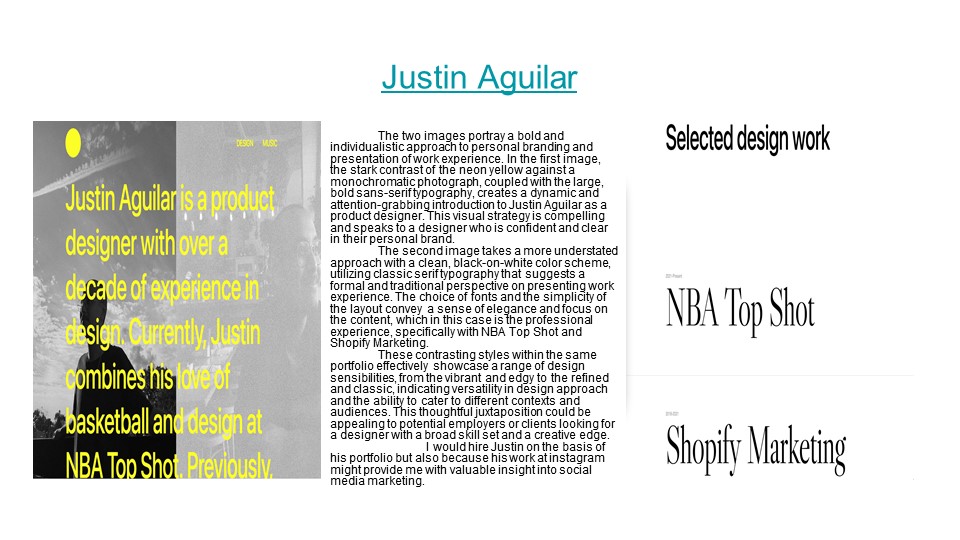 Justin Aguilar
DESIGN MUSIC
Justin Aguilar is a product
designer with over a
decade of experience in
design. Currently, Justin
combines his love of
basketball and design at
NBA Top Shot. Previously,
The two images portray a bold and
individualistic approach to personal branding and
presentation of work experience. In the first image,
the stark contrast of the neon yellow against a
monochromatic photograph, coupled with the large,
bold sans-serif typography, creates a dynamic and
attention-grabbing introduction to Justin Aguilar as a
product designer. This visual strategy is compelling
and speaks to a designer who is confident and clear
in their personal brand.
The second image takes a more understated
approach with a clean, black-on-white color scheme,
utilizing classic serif typography that suggests a
formal and traditional perspective on presenting work
experience. The choice of fonts and the simplicity of
the layout convey a sense of elegance and focus on
the content, which in this case is the professional
experience, specifically with NBA Top Shot and
Shopify Marketing.
These contrasting styles within the same
portfolio effectively showcase a range of design
sensibilities, from the vibrant and edgy to the refined
and classic, indicating versatility in design approach
and the ability to cater to different contexts and
audiences. This thoughtful juxtaposition could be
appealing to potential employers or clients looking for
a designer with a broad skill set and a creative edge.
I would hire Justin on the basis of
his portfolio but also because his work at instagram
might provide me with valuable insight into social
media marketing.
Selected design work
NBA Top Shot
Shopify Marketing